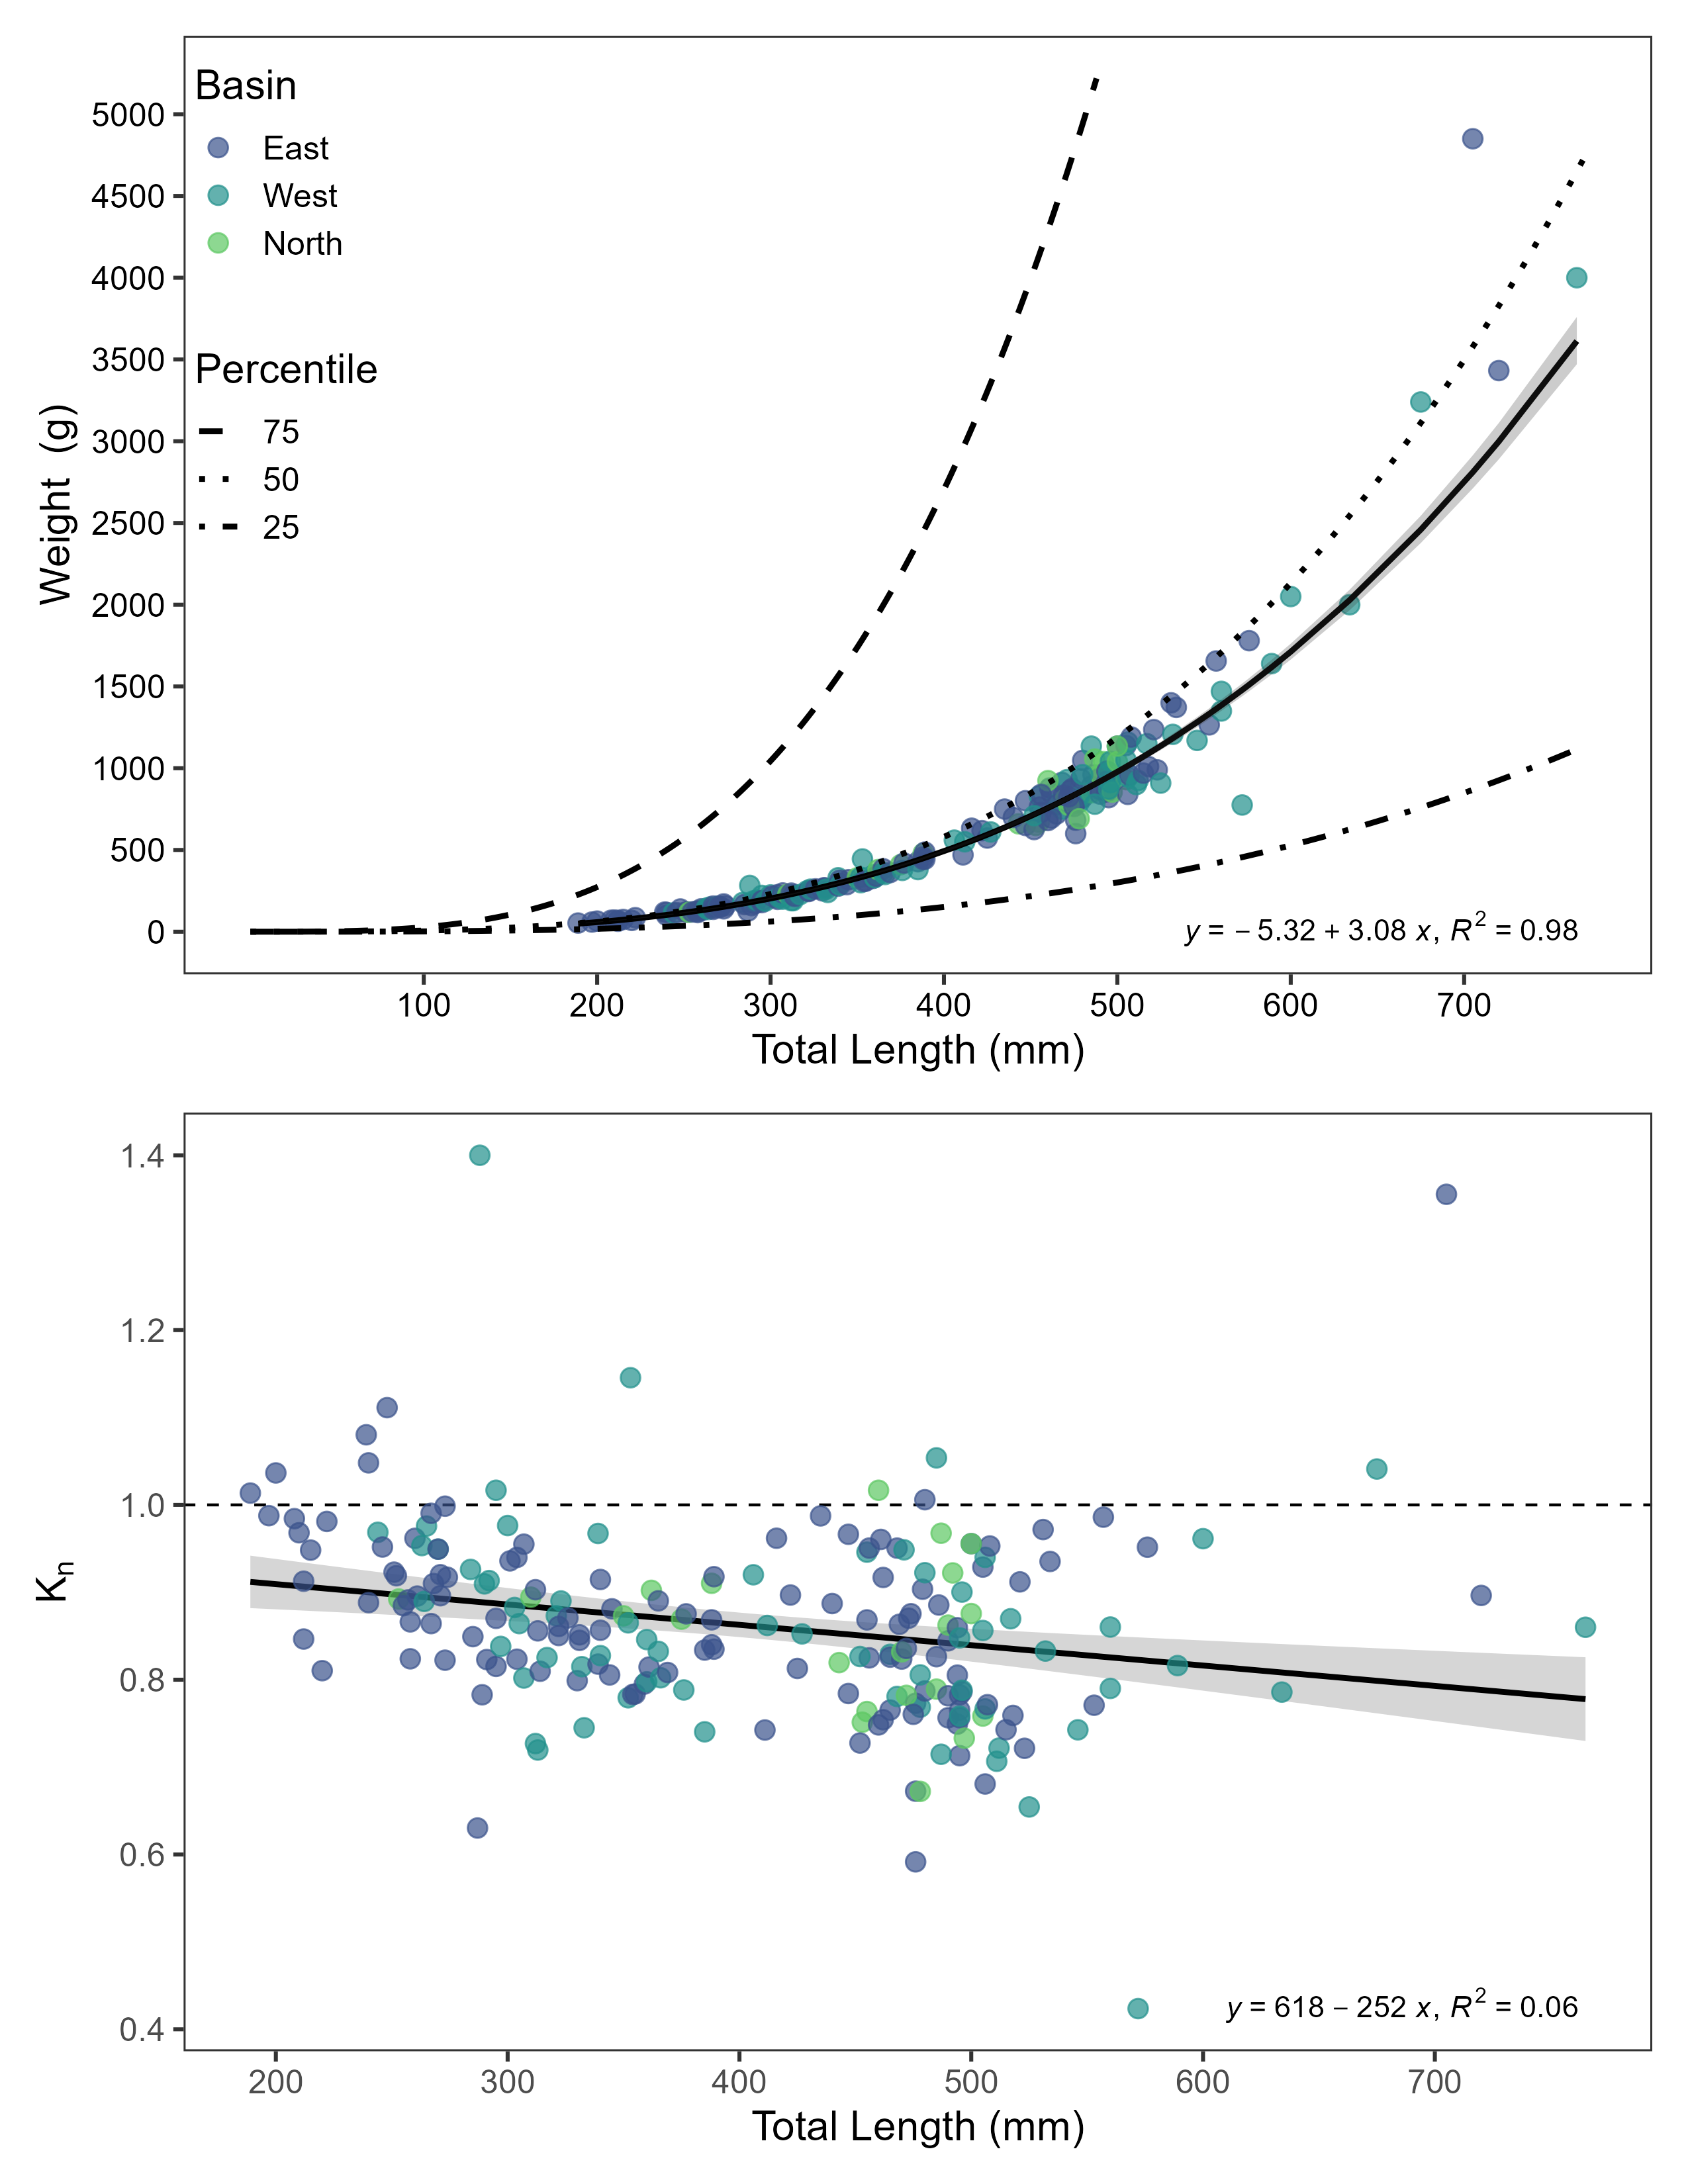 Basin
East
West
North
Percentile
75
50
25
Weight (g)
5000
4500
4000
3500
3000
2500
2000
1500
1000
500
0
y = − 5.32 + 3.08 x, R² = 0.98
100 200 300 400 500 600 700
Total Length (mm)
Kₙ
1.4
1.2
1.0
0.8
0.6
0.4
y = 618 − 252 x, R² = 0.06
200 300 400 500 600 700
Total Length (mm)